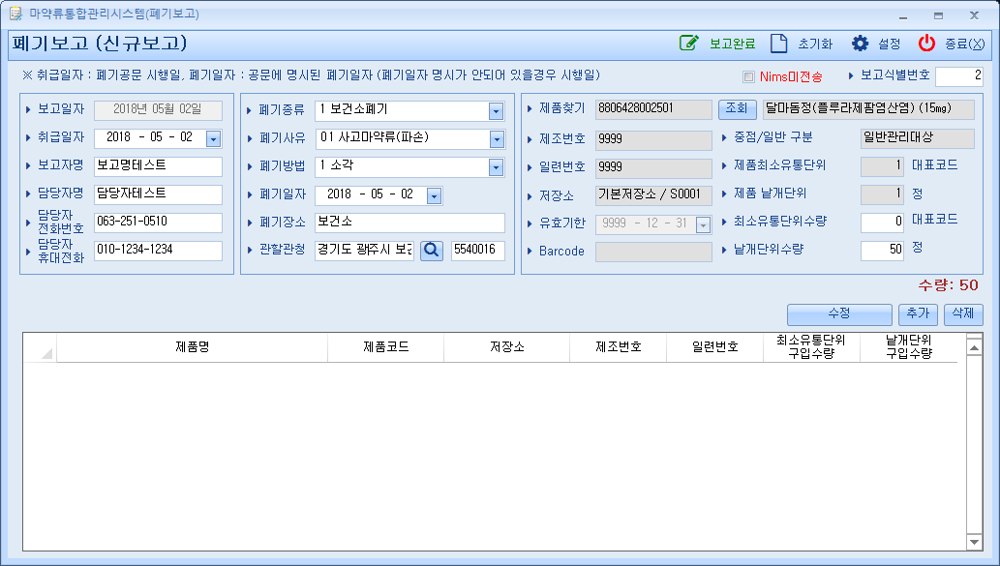 마약류통합관리시스템(폐기보고)
폐기보고 (신규보고)
보고완료 초기화 설정 종료(X)
※ 취급일자 : 폐기공문 시행일, 폐기일자 : 공문에 명시된 폐기일자 (폐기일자 명시가 안되어 있을경우 시행일)
Nims미전송 보고식별번호 2
보고일자 2018년 05월 02일
취급일자 2018 - 05 - 02
보고자명 보고명테스트
담당자명 담당자테스트
담당자 전화번호 063-251-0510
담당자 휴대전화 010-1234-1234
폐기종류 1 보건소폐기
폐기사유 01 사고마약류(파손)
폐기방법 1 소각
폐기일자 2018 - 05 - 02
폐기장소 보건소
관할관청 경기도 광주시 보건 5540016
제품찾기 8806428002501 조회 달마돔정(플루라제팜염산염) (15mg)
제조번호 9999 중점/일반 구분 일반관리대상
일련번호 9999 제품최소유통단위 1 대표코드
저장소 기본저장소 / S0001 제품 낱개단위 1 정
유효기한 9999 - 12 - 31 최소유통단위수량 0 대표코드
Barcode 낱개단위수량 50 정
수량: 50
수정 추가 삭제
제품명 제품코드 저장소 제조번호 일련번호 최소유통단위 구입수량 낱개단위 구입수량